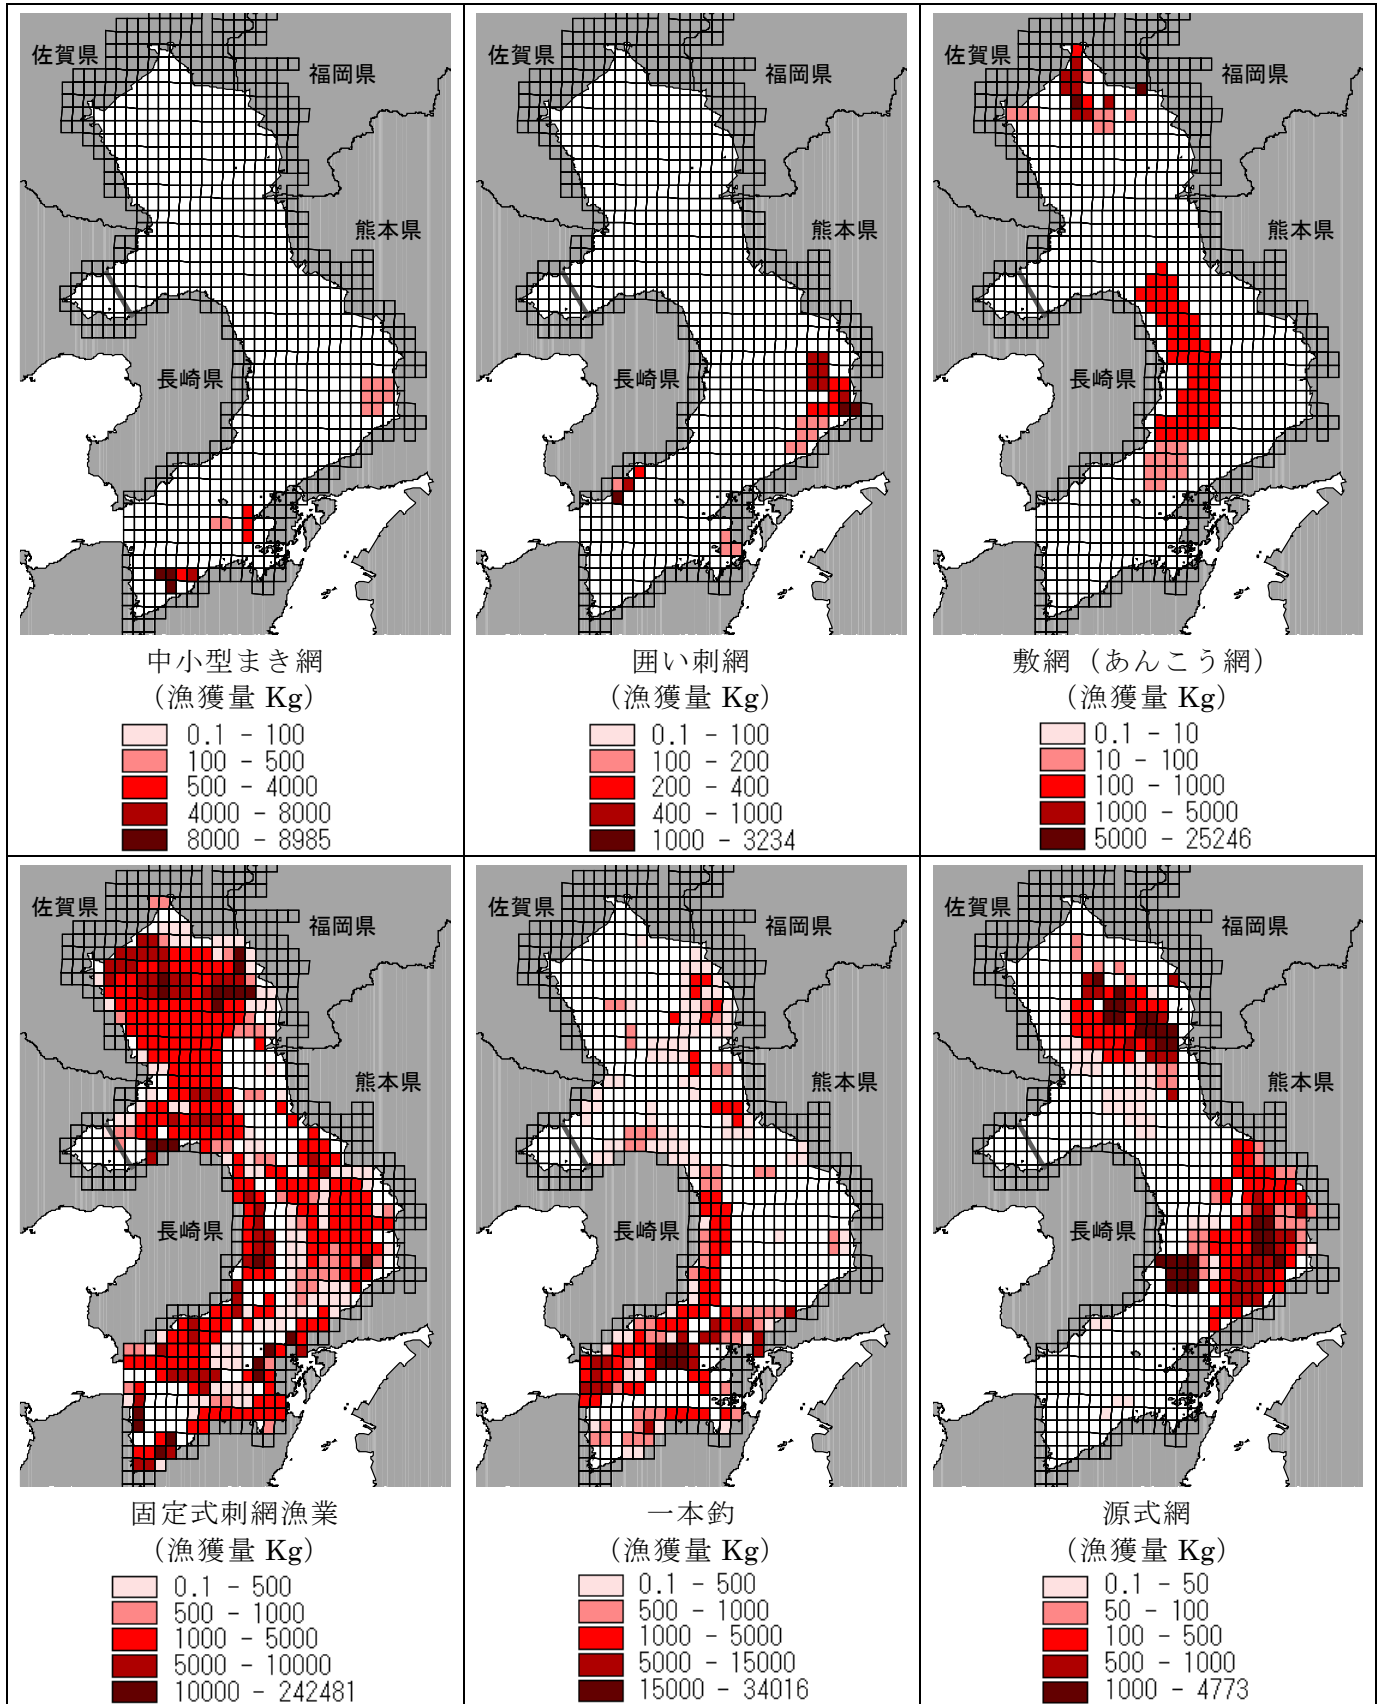 佐賀県
福岡県
熊本県
長崎県
中小型まき網
(漁獲量 Kg)
0.1 - 100
100 - 500
500 - 4000
4000 - 8000
8000 - 8985
佐賀県
福岡県
熊本県
長崎県
囲い刺網
(漁獲量 Kg)
0.1 - 100
100 - 200
200 - 400
400 - 1000
1000 - 3234
佐賀県
福岡県
熊本県
長崎県
敷網（あんこう網）
(漁獲量 Kg)
0.1 - 10
10 - 100
100 - 1000
1000 - 5000
5000 - 25246
佐賀県
福岡県
熊本県
長崎県
固定式刺網漁業
(漁獲量 Kg)
0.1 - 500
500 - 1000
1000 - 5000
5000 - 10000
10000 - 242481
佐賀県
福岡県
熊本県
長崎県
一本釣
(漁獲量 Kg)
0.1 - 500
500 - 1000
1000 - 5000
5000 - 15000
15000 - 34016
佐賀県
福岡県
熊本県
長崎県
源式網
(漁獲量 Kg)
0.1 - 50
50 - 100
100 - 500
500 - 1000
1000 - 4773